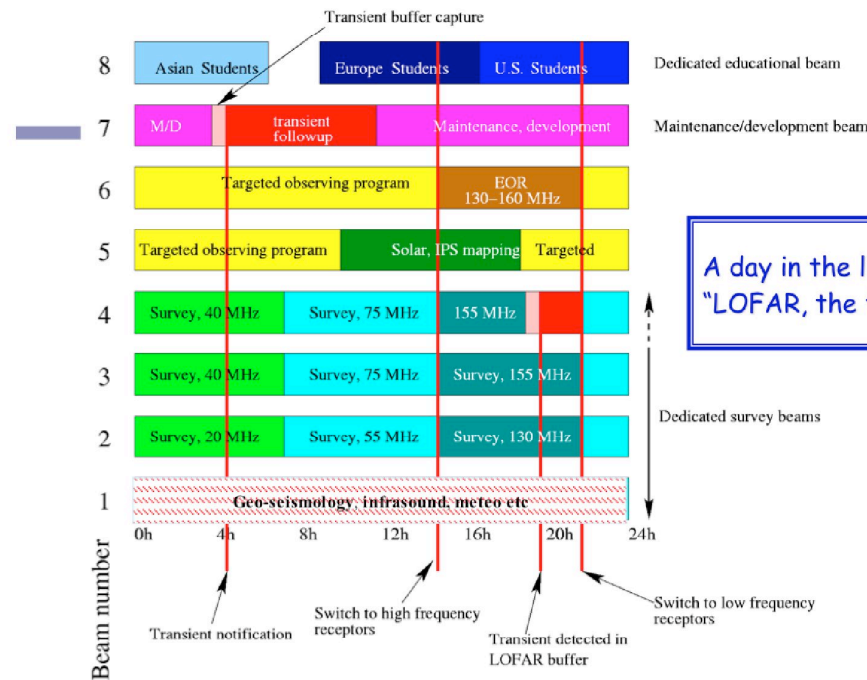 Transient buffer capture
8
Asian Students
Europe Students
U.S. Students
Dedicated educational beam
7
M/D
transient
followup
Maintenance, development
Maintenance/development beam
6
Targeted observing program
EOR
130–160 MHz
5
Targeted observing program
Solar, IPS mapping
Targeted
A day in the l
“LOFAR, the
4
Survey, 40 MHz
Survey, 75 MHz
155 MHz
3
Survey, 40 MHz
Survey, 75 MHz
Survey, 155 MHz
Dedicated survey beams
2
Survey, 20 MHz
Survey, 55 MHz
Survey, 130 MHz
1
Geo-seismology, infrasound, meteo etc
0h
4h
8h
12h
16h
20h
24h
Beam number
Transient notification
Switch to high frequency
receptors
Transient detected in
LOFAR buffer
Switch to low frequency
receptors